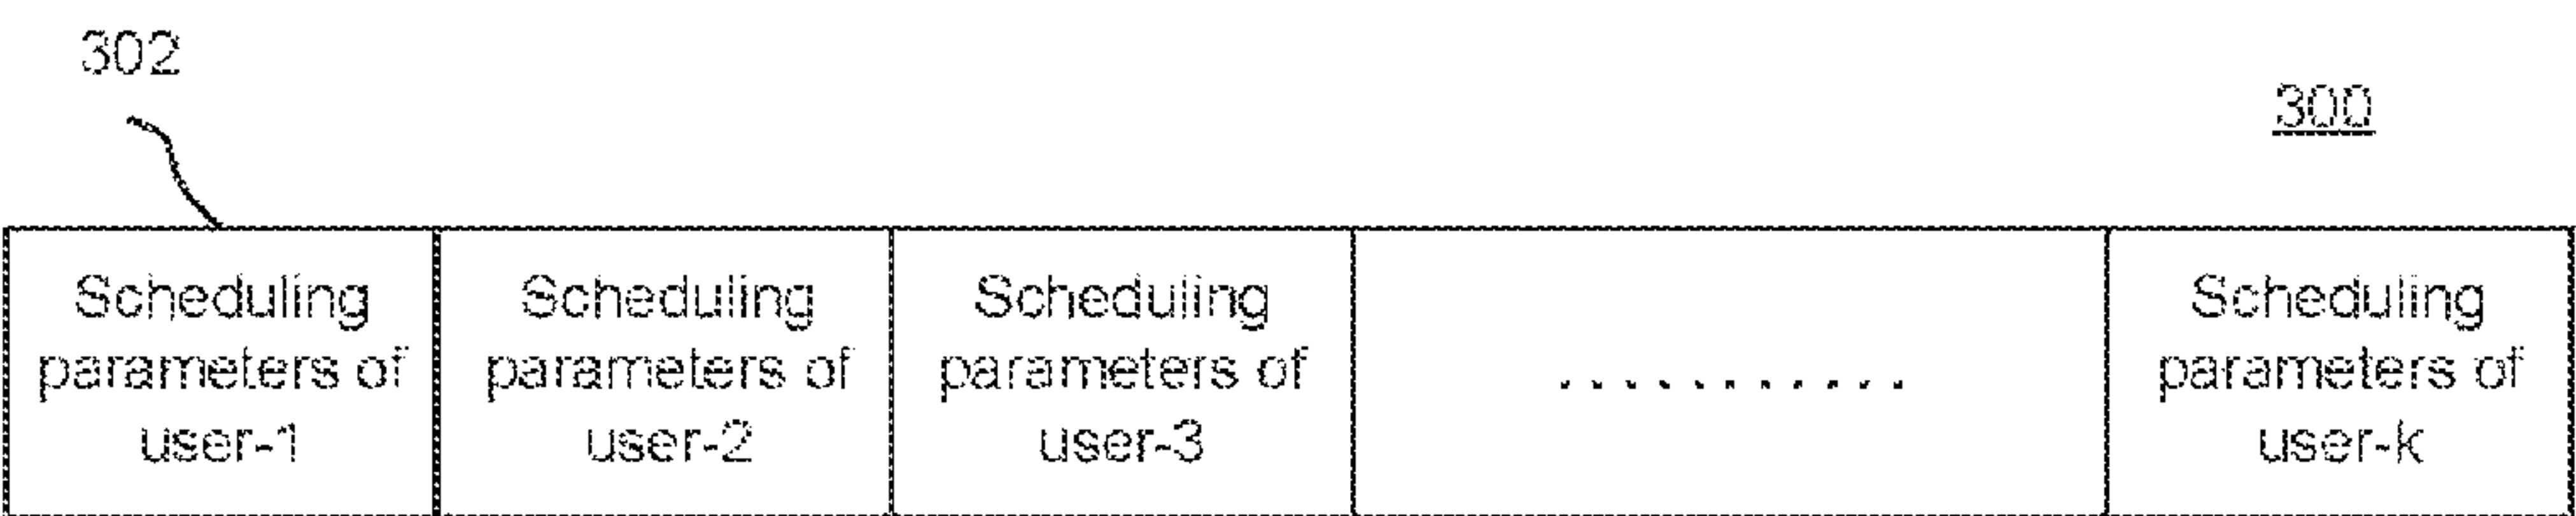 302
300
Scheduling
parameters of
user-1
Scheduling
parameters of
user-2
Scheduling
parameters of
user-3
...........
Scheduling
parameters of
user-k